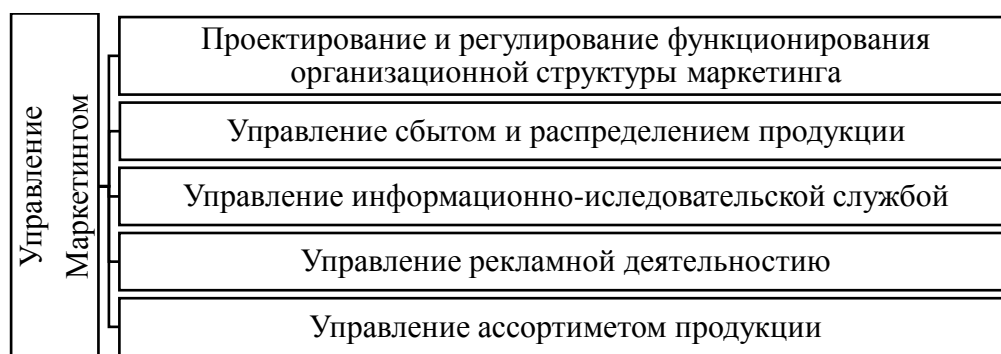 Управление
Маркетингом
Проектирование и регулирование функционирования
организационной структуры маркетинга
Управление сбытом и распределением продукции
Управление информационно-иследовательской службой
Управление рекламной деятельностию
Управление ассортиметом продукции